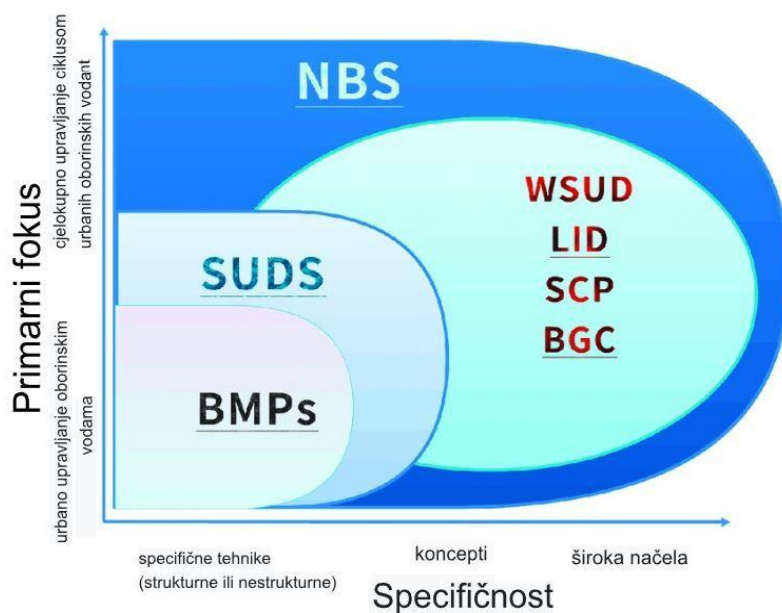 Primarni fokus
cjelokupno upravljanje ciklusom
urbanih oborinskih vodant
urbano upravljanje oborinskim
vodama
NBS
WSUD
LID
SCP
BGC
SUDS
BMPs
specifične tehnike
(strukturne ili nestrukturne)
koncepti
široka načela
Specifičnost